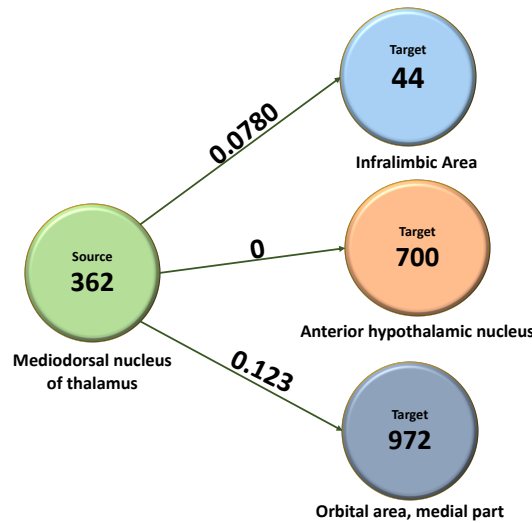 Target
44
Infralimbic Area
0.0780
Source
362
Mediodorsal nucleus
of thalamus
0
Target
700
Anterior hypothalamic nucleus
0.123
Target
972
Orbital area, medial part